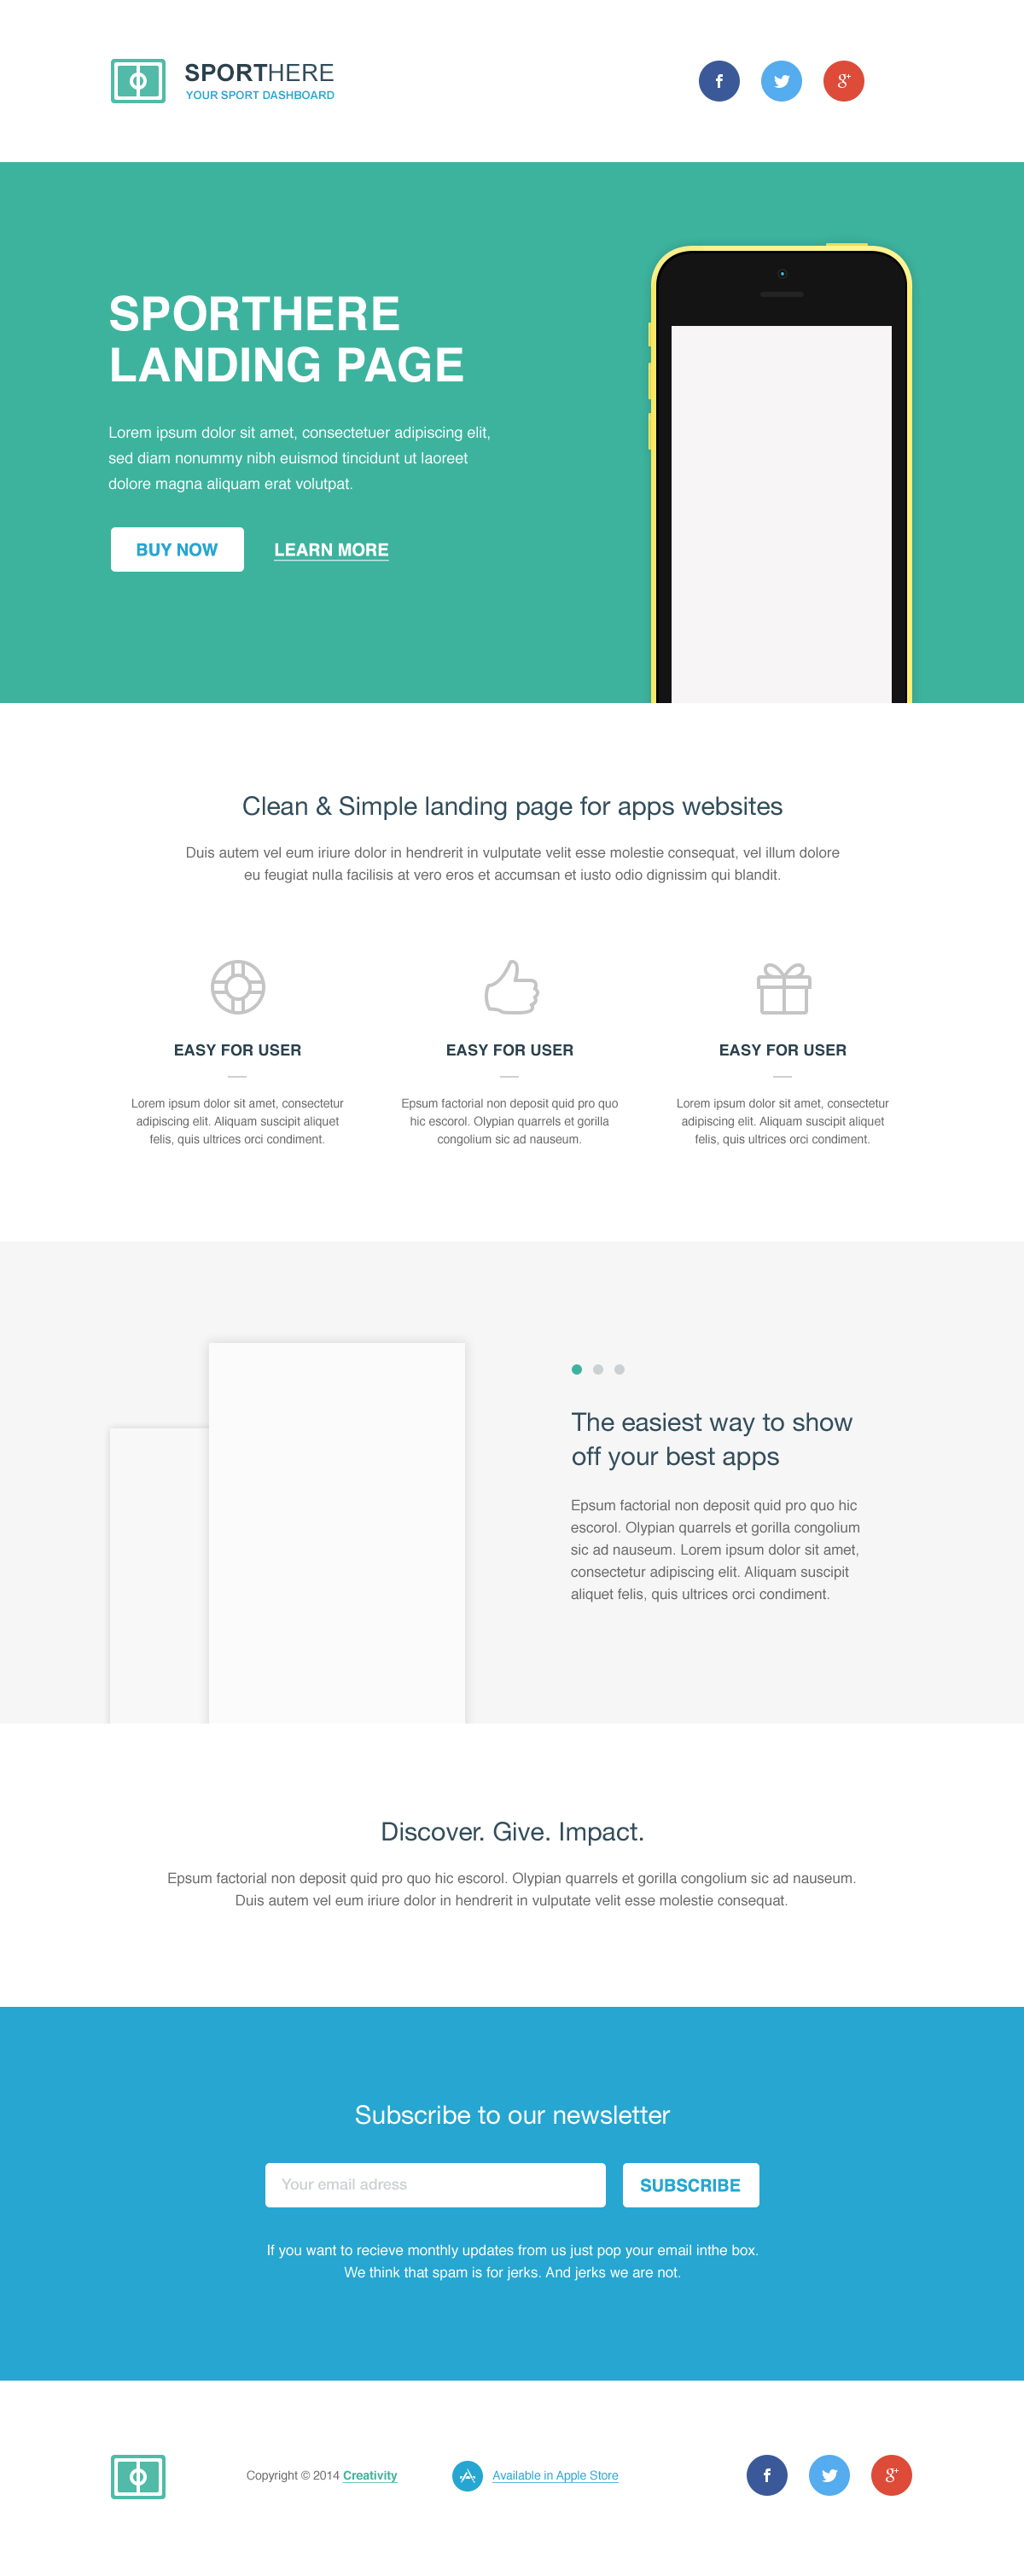 SPORTHERE
YOUR SPORT DASHBOARD
f
g+
SPORTHERE
LANDING PAGE
Lorem ipsum dolor sit amet, consectetuer adipiscing elit,
sed diam nonummy nibh euismod tincidunt ut laoreet
dolore magna aliquam erat volutpat.
BUY NOW
LEARN MORE
Clean & Simple landing page for apps websites
Duis autem vel eum iriure dolor in hendrerit in vulputate velit esse molestie consequat, vel illum dolore
eu feugiat nulla facilisis at vero eros et accumsan et iusto odio dignissim qui blandit.
EASY FOR USER
Lorem ipsum dolor sit amet, consectetur
adipiscing elit. Aliquam suscipit aliquet
felis, quis ultrices orci condiment.
EASY FOR USER
Epsum factorial non deposit quid pro quo
hic escorol. Olypian quarrels et gorilla
congolium sic ad nauseum.
EASY FOR USER
Lorem ipsum dolor sit amet, consectetur
adipiscing elit. Aliquam suscipit aliquet
felis, quis ultrices orci condiment.
The easiest way to show
off your best apps
Epsum factorial non deposit quid pro quo hic
escorol. Olypian quarrels et gorilla congolium
sic ad nauseum. Lorem ipsum dolor sit amet,
consectetur adipiscing elit. Aliquam suscipit
aliquet felis, quis ultrices orci condiment.
Discover. Give. Impact.
Epsum factorial non deposit quid pro quo hic escorol. Olypian quarrels et gorilla congolium sic ad nauseum.
Duis autem vel eum iriure dolor in hendrerit in vulputate velit esse molestie consequat.
Subscribe to our newsletter
Your email adress
SUBSCRIBE
If you want to recieve monthly updates from us just pop your email inthe box.
We think that spam is for jerks. And jerks we are not.
Copyright © 2014 Creativity
Available in Apple Store
f
g+